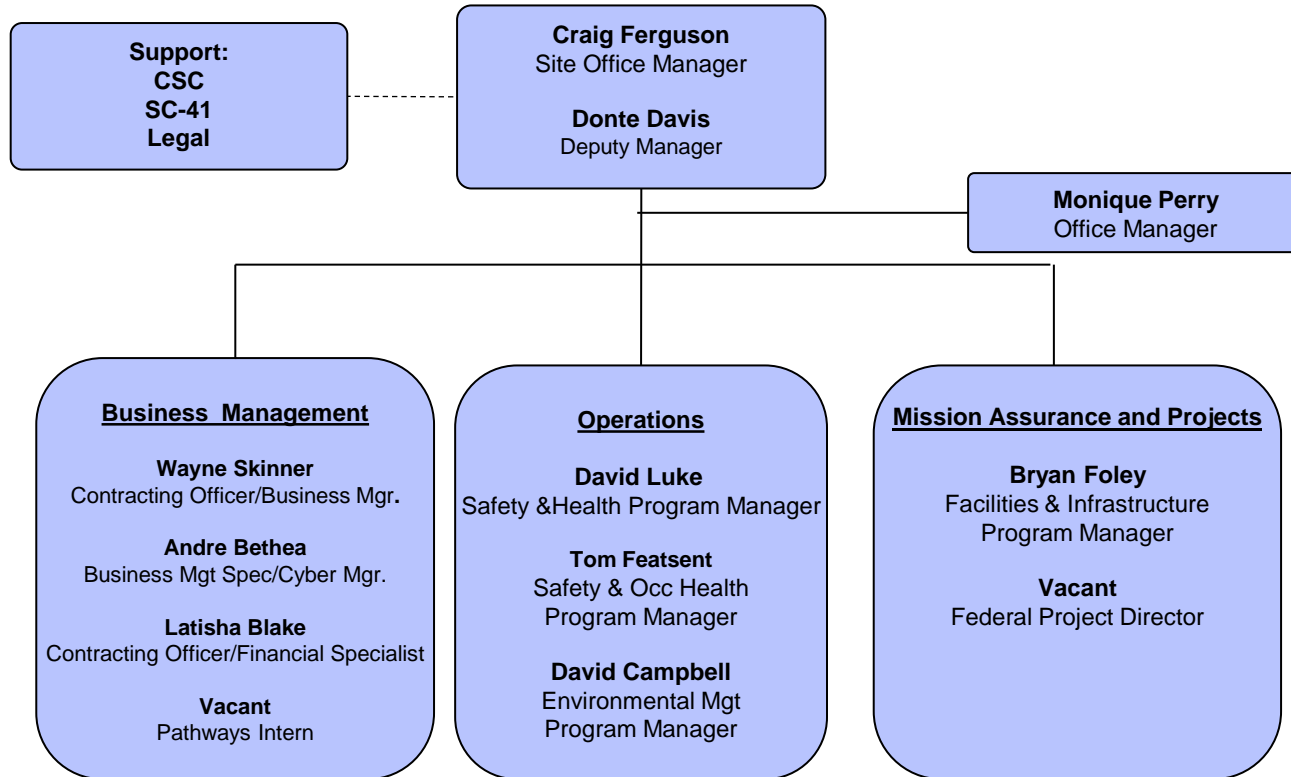 Support:
CSC
SC-41
Legal
Craig Ferguson
Site Office Manager
Donte Davis
Deputy Manager
Monique Perry
Office Manager
Business Management
Wayne Skinner
Contracting Officer/Business Mgr.
Andre Bethea
Business Mgt Spec/Cyber Mgr.
Latisha Blake
Contracting Officer/Financial Specialist
Vacant
Pathways Intern
Operations
David Luke
Safety &Health Program Manager
Tom Featsent
Safety & Occ Health
Program Manager
David Campbell
Environmental Mgt
Program Manager
Mission Assurance and Projects
Bryan Foley
Facilities & Infrastructure
Program Manager
Vacant
Federal Project Director